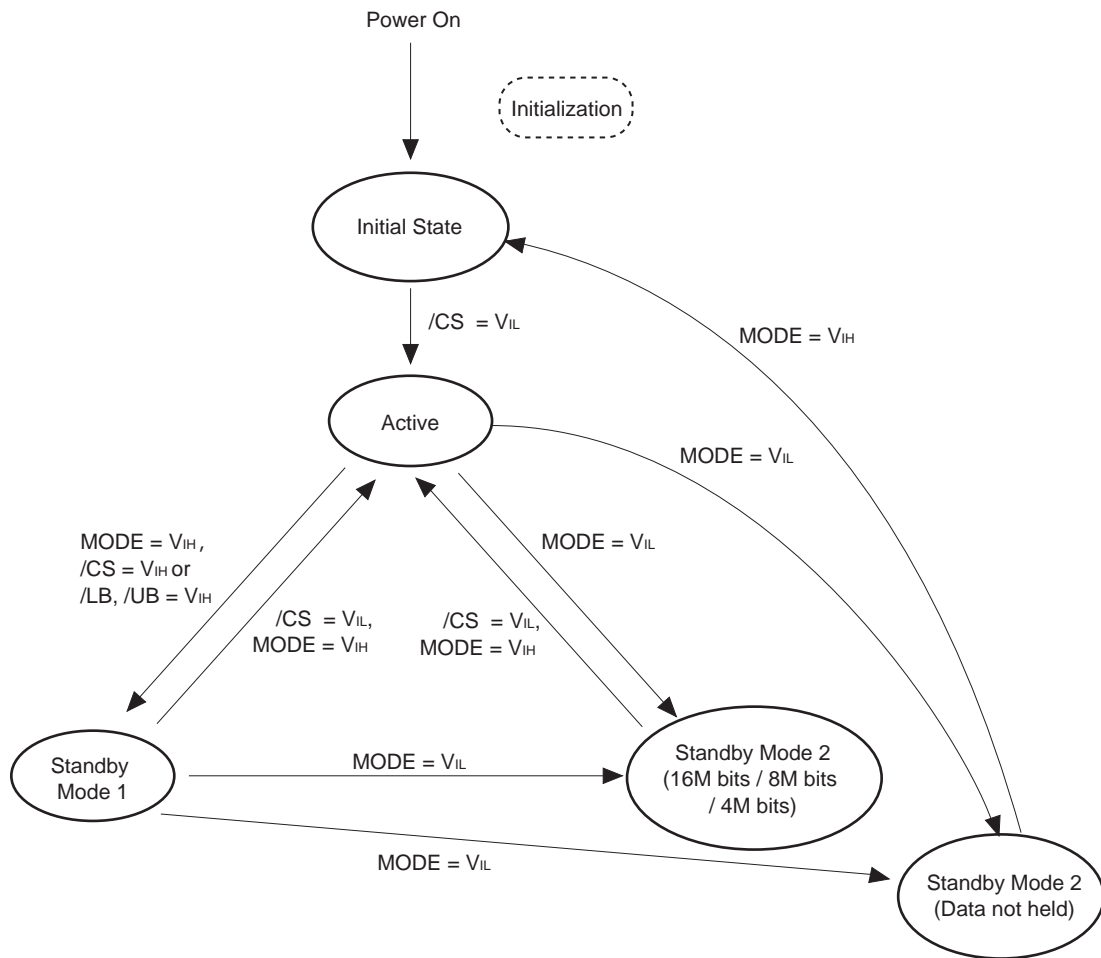 Power On
Initialization
Initial State
/CS = VIL
MODE = VIH
Active
MODE = VIL
MODE = VIH ,
/CS = VIH or
/LB, /UB = VIH
MODE = VIL
/CS = VIL,
MODE = VIH
/CS = VIL,
MODE = VIH
Standby
Mode 1
MODE = VIL
Standby Mode 2
(16M bits / 8M bits
/ 4M bits)
MODE = VIL
Standby Mode 2
(Data not held)